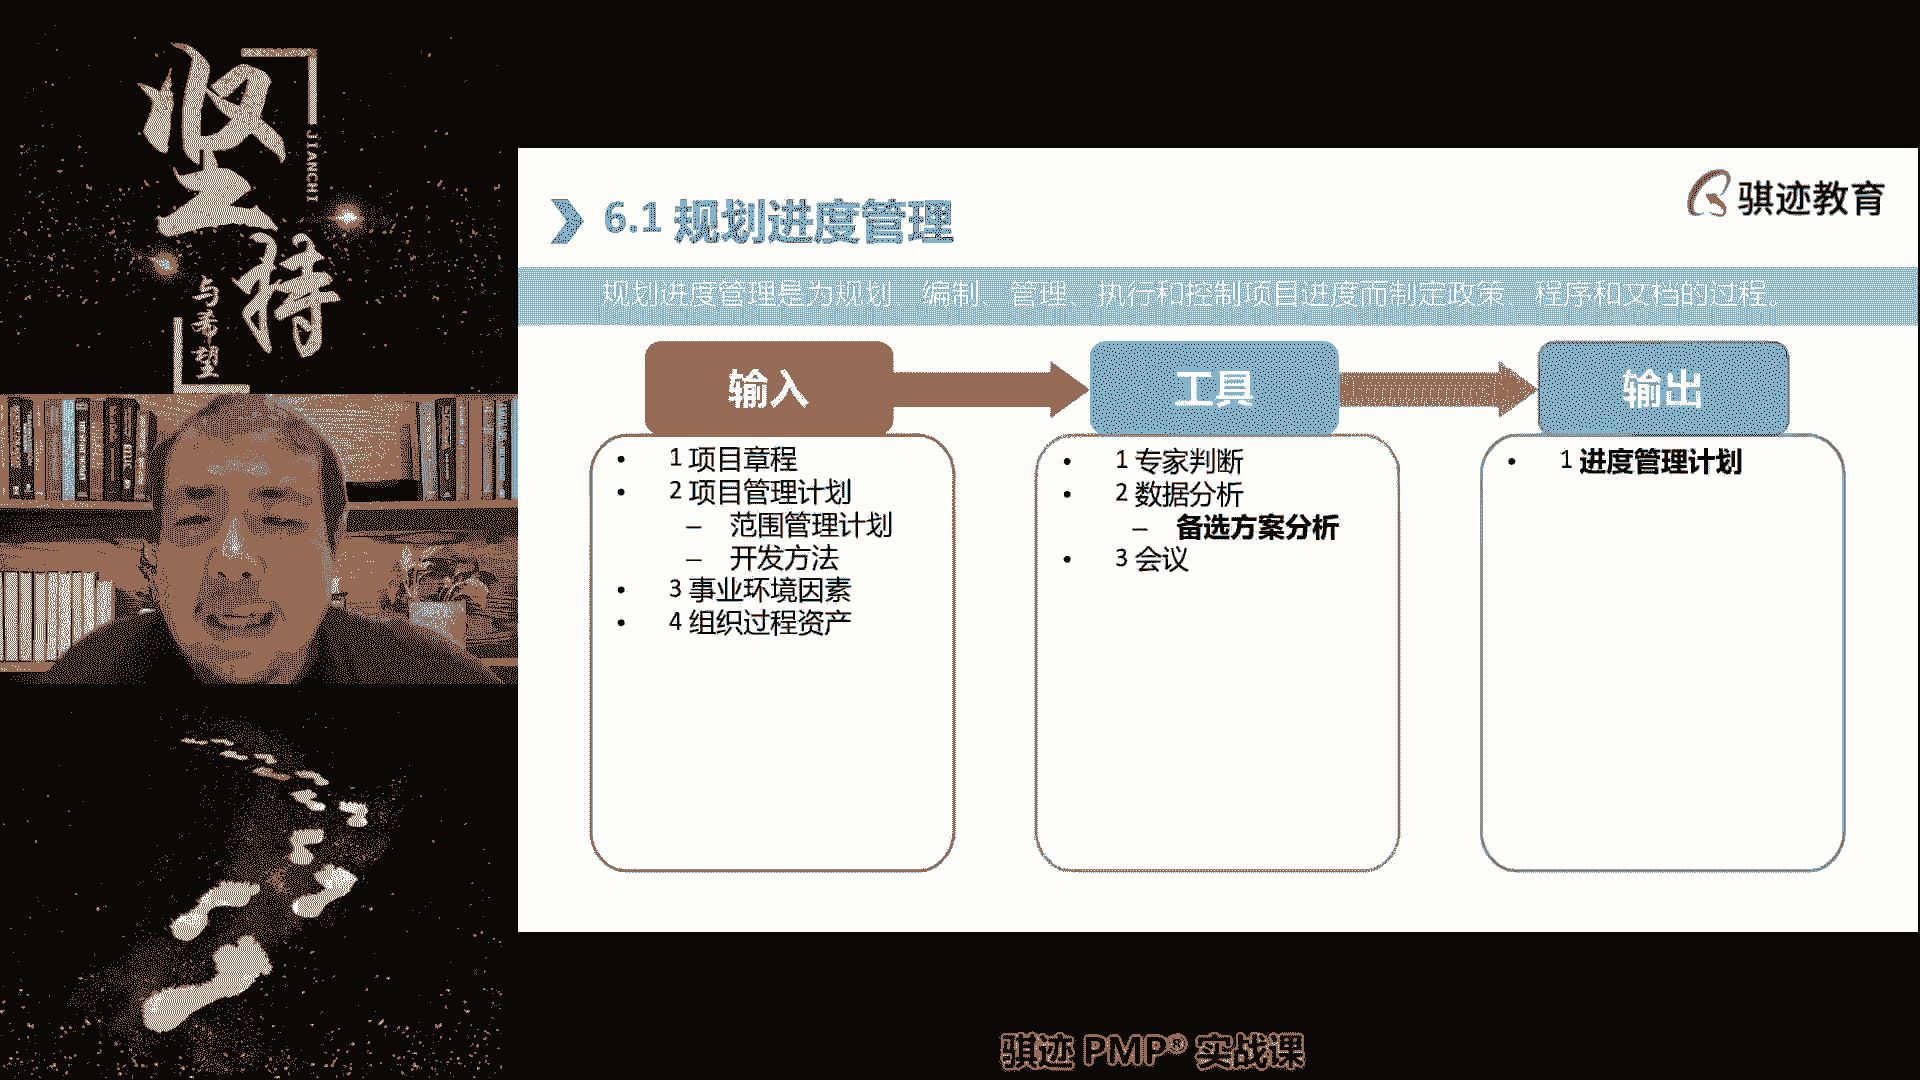 坚持
JIANCHI
与希望
骐迹教育
6.1 规划进度管理
规划进度管理是为规划、编制、管理、执行和控制项目进度而制定政策、程序和文档的过程。
输入
• 1 项目章程
• 2 项目管理计划
– 范围管理计划
– 开发方法
• 3 事业环境因素
• 4 组织过程资产
工具
• 1 专家判断
• 2 数据分析
– 备选方案分析
• 3 会议
输出
• 1 进度管理计划
骐迹 PMP® 实战课